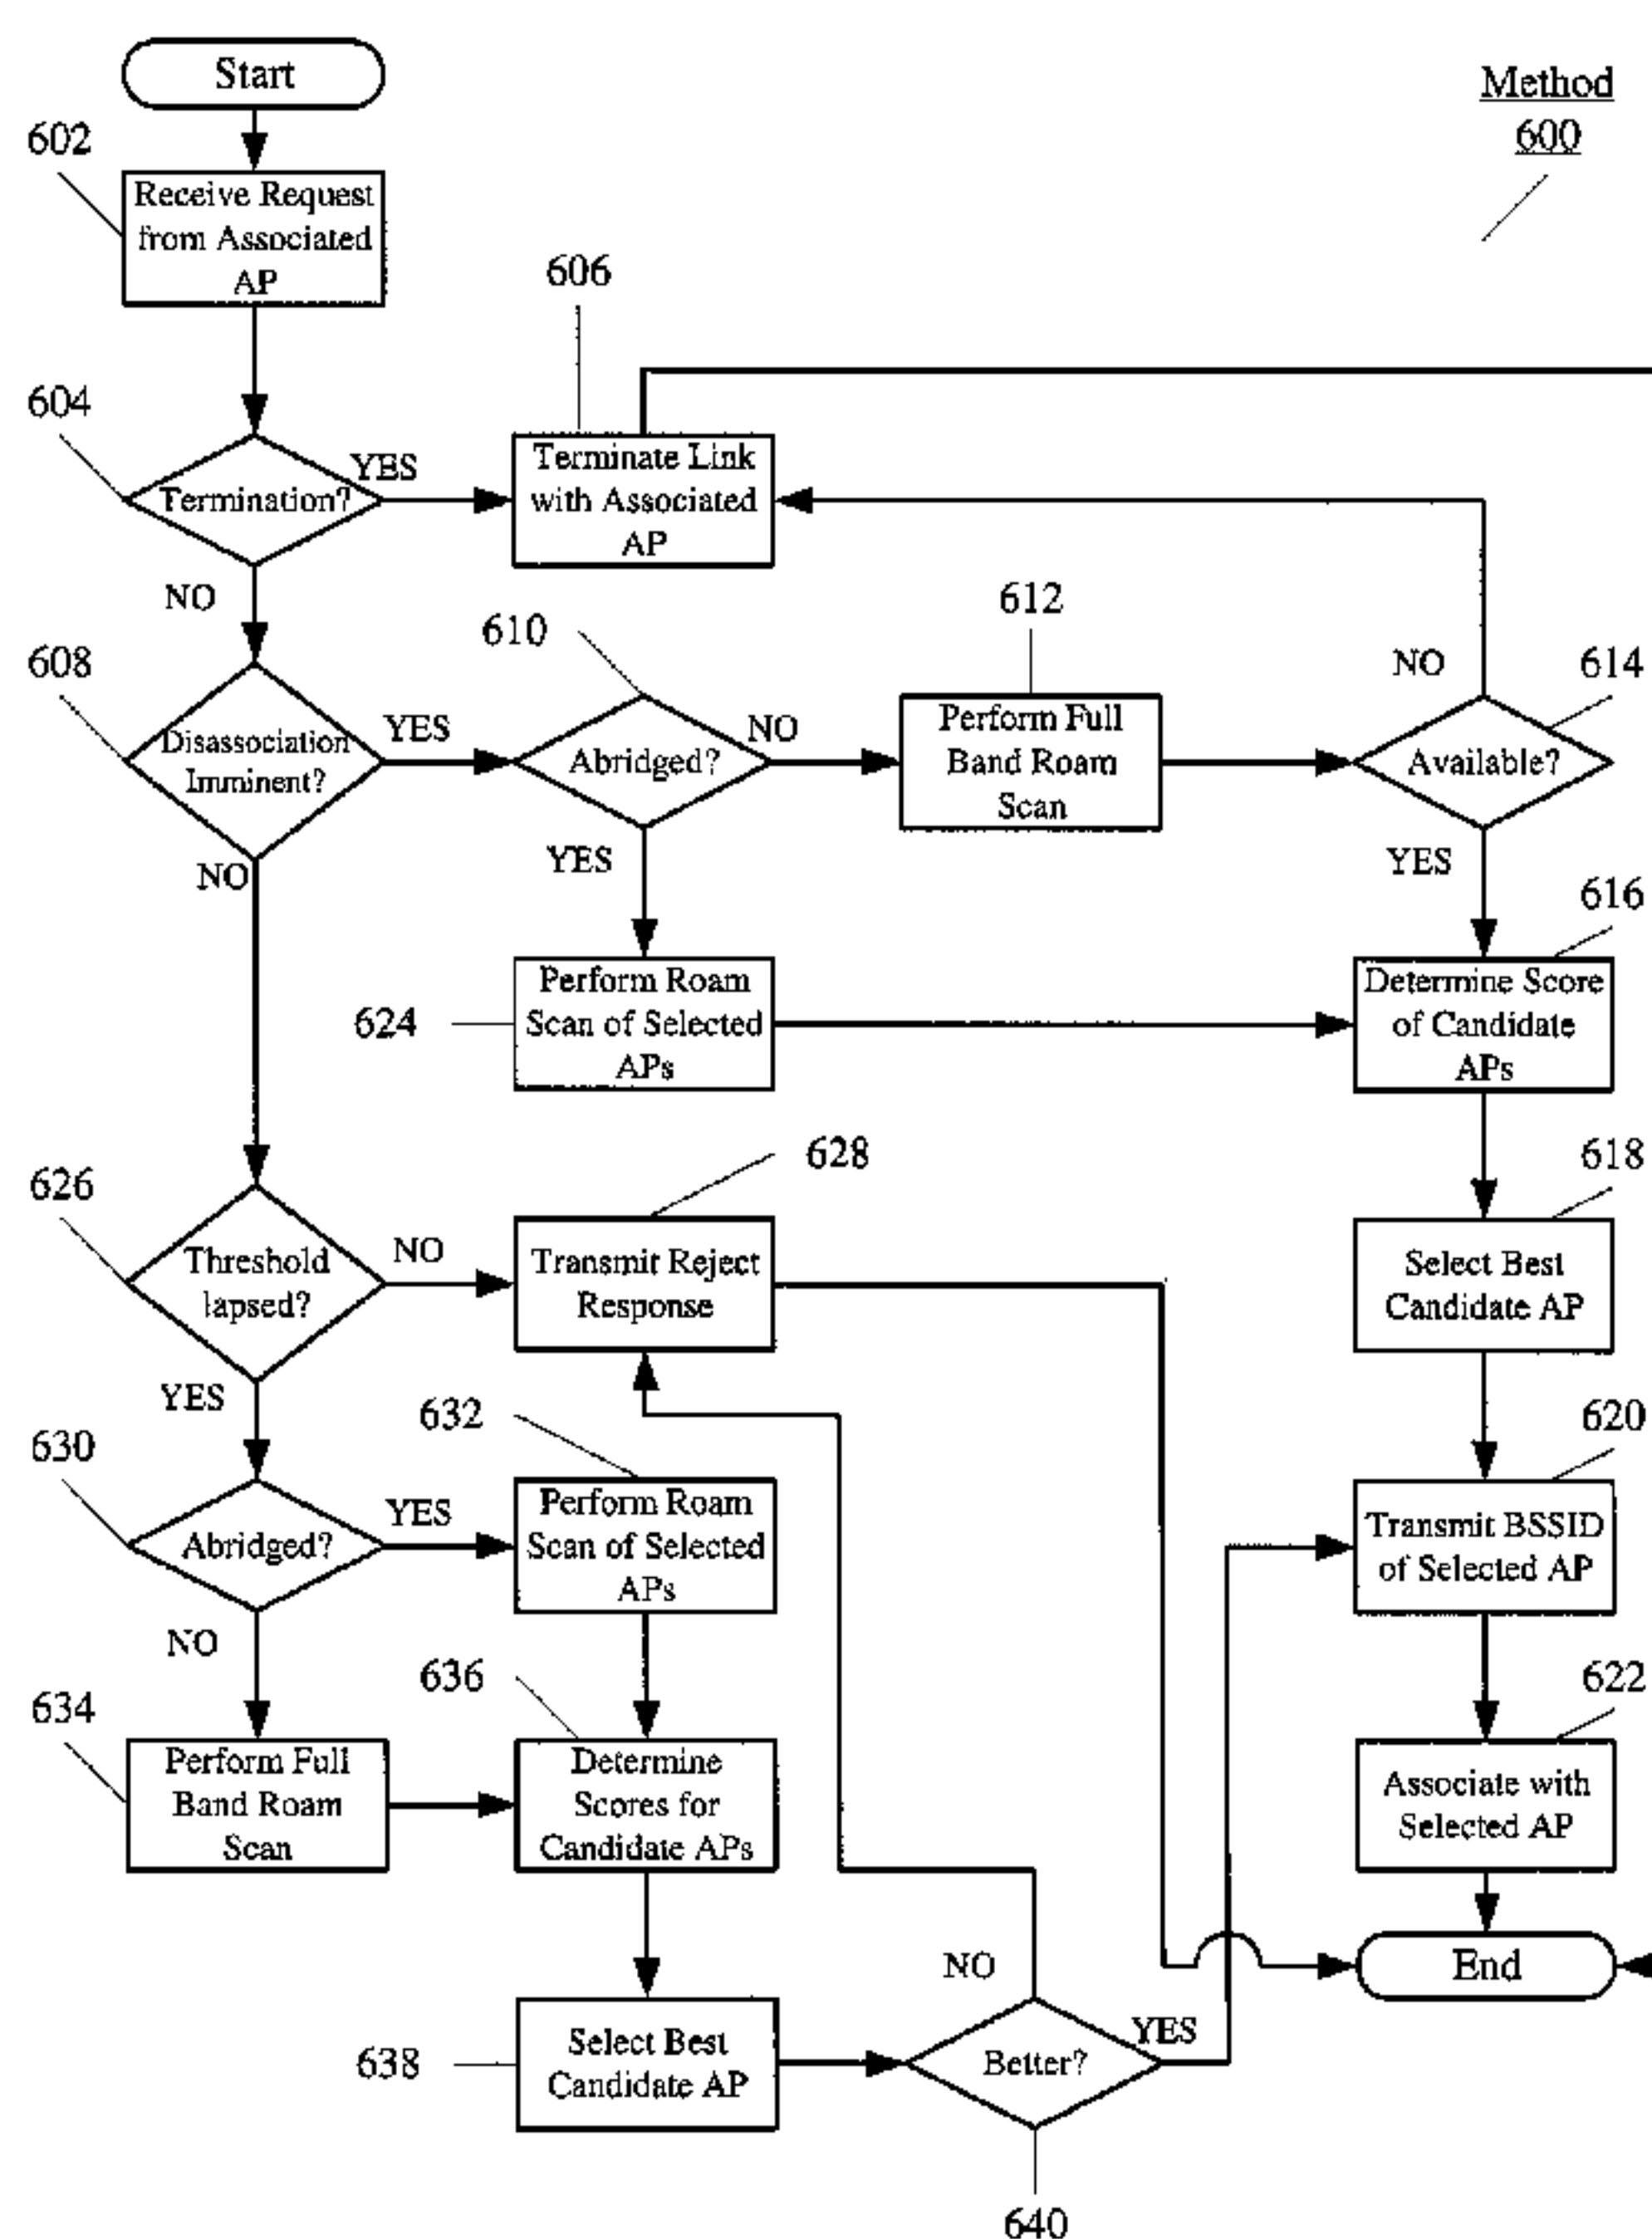 Start
Method
600
602
Receive Request
from Associated
AP
606
604
Termination?
YES
Terminate Link
with Associated
AP
NO
608
Disassociation
Imminent?
YES
610
Abridged?
NO
612
Perform Full
Band Roam
Scan
NO
614
Available?
NO
YES
YES
616
624
Perform Roam
Scan of Selected
APs
Determine Score
of Candidate
APs
628
618
626
Threshold
lapsed?
NO
Transmit Reject
Response
Select Best
Candidate AP
YES
632
620
630
Abridged?
YES
Perform Roam
Scan of Selected
APs
Transmit BSSID
of Selected AP
NO
636
622
634
Perform Full
Band Roam
Scan
Determine
Scores for
Candidate APs
Associate with
Selected AP
NO
End
638
Select Best
Candidate AP
Better?
YES
640